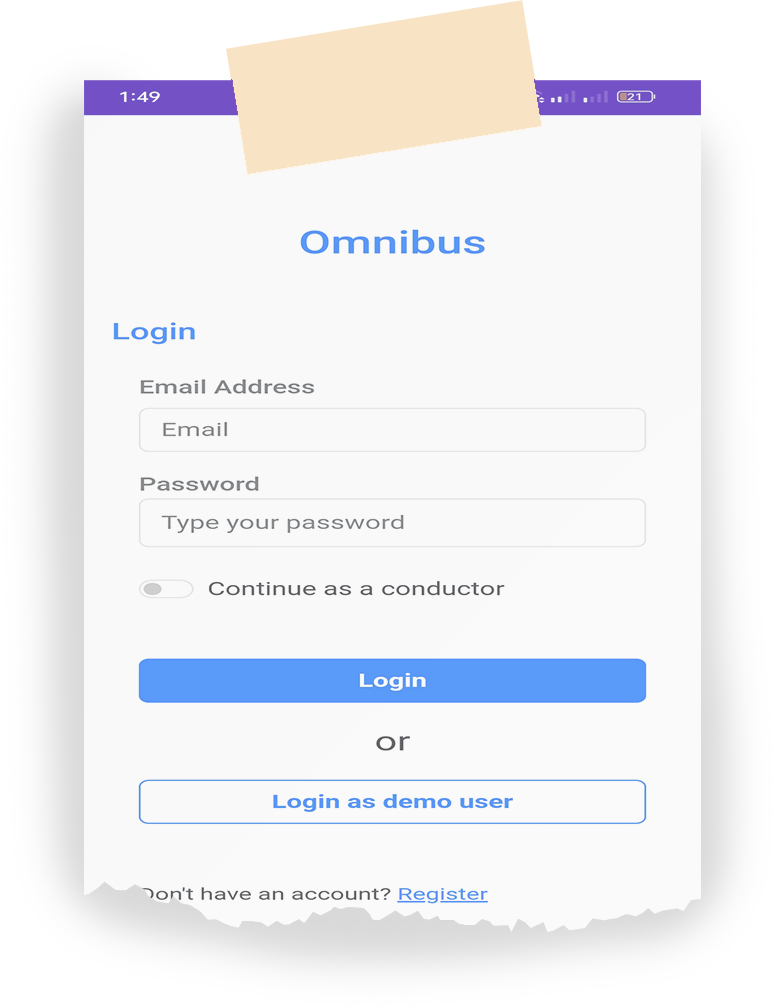 1:49 21
Omnibus
Login
Email Address
Email
Password
Type your password
Continue as a conductor
Login
or
Login as demo user
Don't have an account? Register